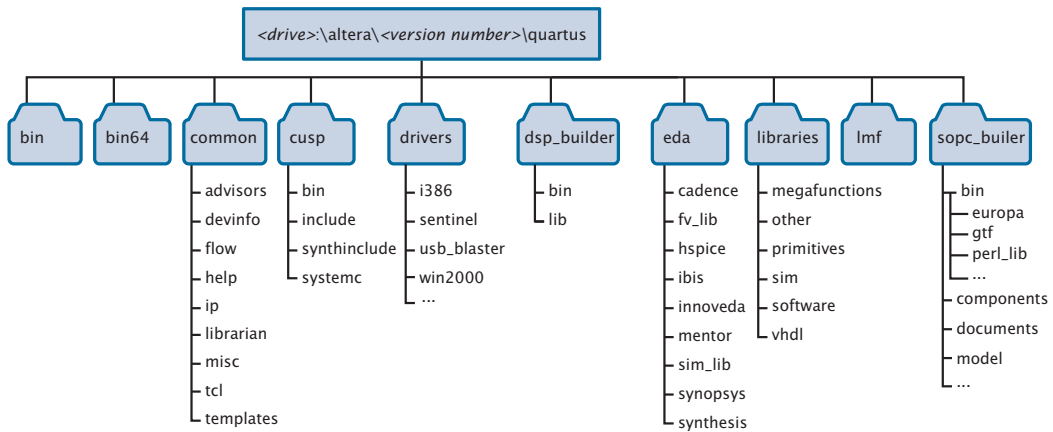 <drive>:\altera\<version number>\quartus
bin
bin64
common
cusp
drivers
dsp_builder
eda
libraries
lmf
sopc_builer
advisors
devinfo
flow
help
ip
librarian
misc
tcl
templates
bin
include
synthinclude
systemc
i386
sentinel
usb_blaster
win2000
...
bin
lib
cadence
fv_lib
hspice
ibis
innoveda
mentor
sim_lib
synopsys
synthesis
megafunctions
other
primitives
sim
software
vhdl
bin
europa
gtf
perl_lib
...
components
documents
model
...